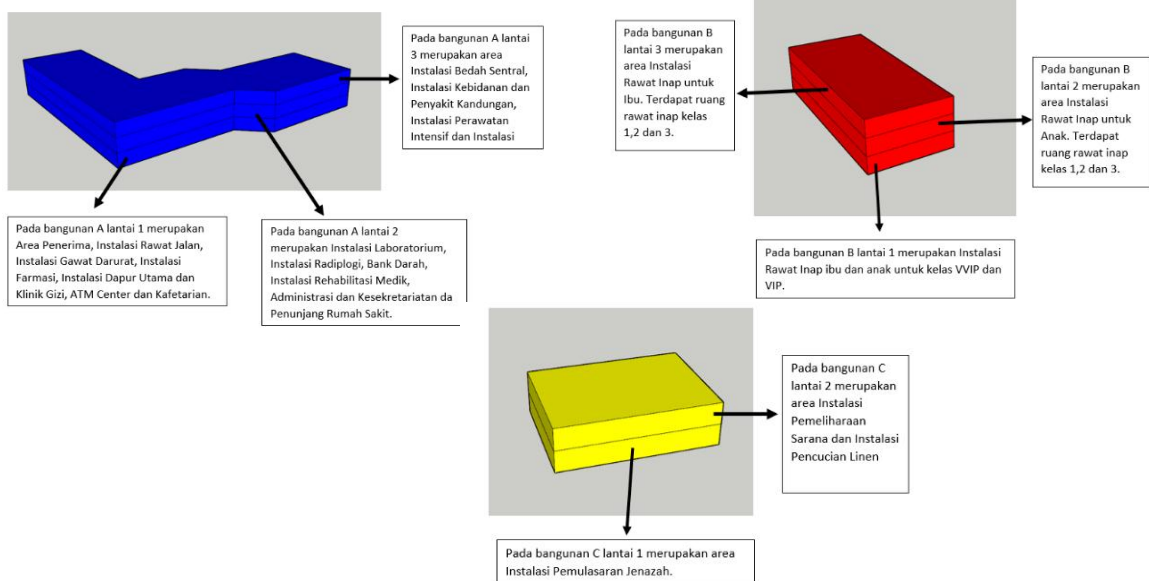 Pada bangunan A lantai
3 merupakan area
Instalasi Bedah Sentral,
Instalasi Kebidanan dan
Penyakit Kandungan,
Instalasi Perawatan
Intensif dan Instalasi
Pada bangunan B
lantai 3 merupakan
area Instalasi
Rawat Inap untuk
Ibu. Terdapat ruang
rawat inap kelas
1,2 dan 3.
Pada bangunan B
lantai 2 merupakan
area Instalasi
Rawat Inap untuk
Anak. Terdapat
ruang rawat inap
kelas 1,2 dan 3.
Pada bangunan A lantai 1 merupakan
Area Penerima, Instalasi Rawat Jalan,
Instalasi Gawat Darurat, Instalasi
Farmasi, Instalasi Dapur Utama dan
Klinik Gizi, ATM Center dan Kafetarian.
Pada bangunan A lantai 2
merupakan Instalasi Laboratorium,
Instalasi Radiplogi, Bank Darah,
Instalasi Rehabilitasi Medik,
Administrasi dan Kesekretariatan da
Penunjang Rumah Sakit.
Pada bangunan B lantai 1 merupakan Instalasi
Rawat Inap ibu dan anak untuk kelas VVIP dan
VIP.
Pada bangunan C
lantai 2 merupakan
area Instalasi
Pemeliharaan
Sarana dan Instalasi
Pencucian Linen
Pada bangunan C lantai 1 merupakan area
Instalasi Pemulasaran Jenazah.